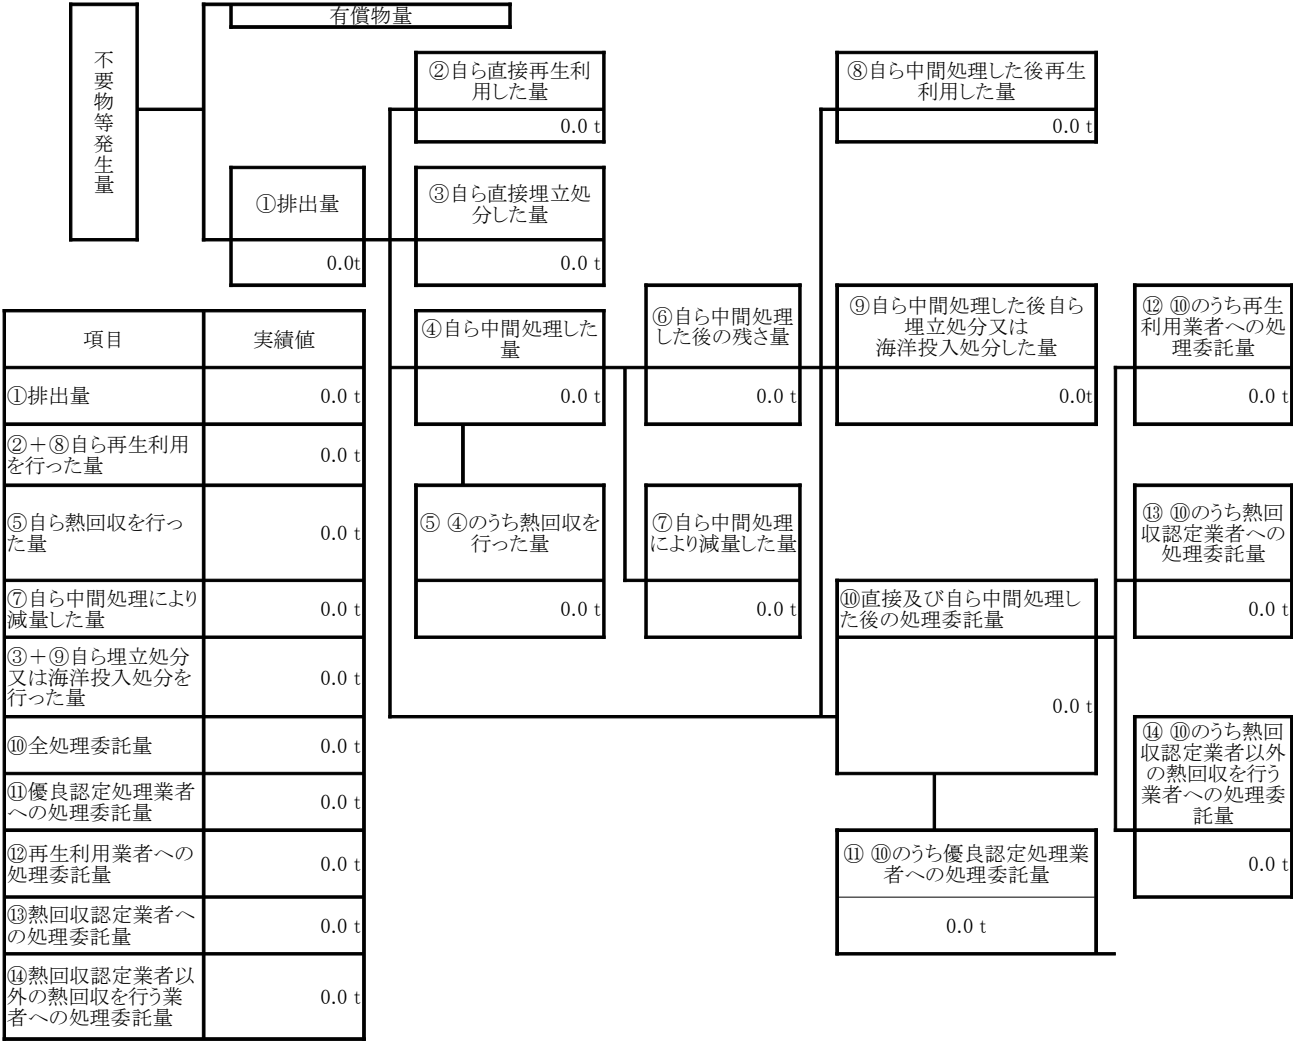 有償物量
不要物等発生量
②自ら直接再生利
用した量
0.0 t
⑧自ら中間処理した後再生
利用した量
0.0 t
①排出量
0.0t
③自ら直接埋立処
分した量
0.0 t
④自ら中間処理した
量
0.0 t
⑥自ら中間処理
した後の残さ量
0.0 t
⑨自ら中間処理した後自ら
埋立処分又は
海洋投入処分した量
0.0t
⑫ ⑩のうち再生
利用業者への処
理委託量
0.0 t
⑤ ④のうち熱回収を
行った量
0.0 t
⑦自ら中間処理
により減量した量
0.0 t
⑩直接及び自ら中間処理し
た後の処理委託量
0.0 t
⑬ ⑩のうち熱回
収認定業者への
処理委託量
0.0 t
⑭ ⑩のうち熱回
収認定業者以外
の熱回収を行う
業者への処理委
託量
0.0 t
⑪ ⑩のうち優良認定処理業
者への処理委託量
0.0 t
項目 実績値
①排出量 0.0 t
②＋⑧自ら再生利用
を行った量
0.0 t
⑤自ら熱回収を行っ
た量
0.0 t
⑦自ら中間処理により
減量した量
0.0 t
③＋⑨自ら埋立処分
又は海洋投入処分を
行った量
0.0 t
⑩全処理委託量 0.0 t
⑪優良認定処理業者
への処理委託量
0.0 t
⑫再生利用業者への
処理委託量
0.0 t
⑬熱回収認定業者へ
の処理委託量
0.0 t
⑭熱回収認定業者以
外の熱回収を行う業
者への処理委託量
0.0 t